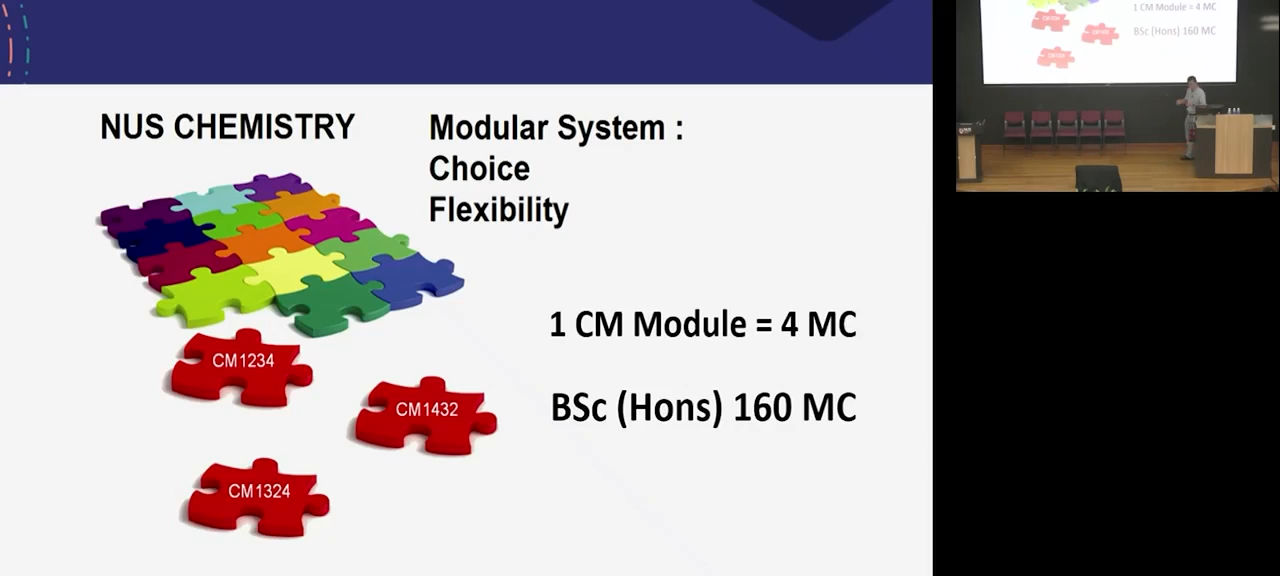 NUS CHEMISTRY
Modular System :
Choice
Flexibility
1 CM Module = 4 MC
BSc (Hons) 160 MC
CM1234
CM1432
CM1324
1 CM Module = 4 MC
BSc (Hons) 160 MC